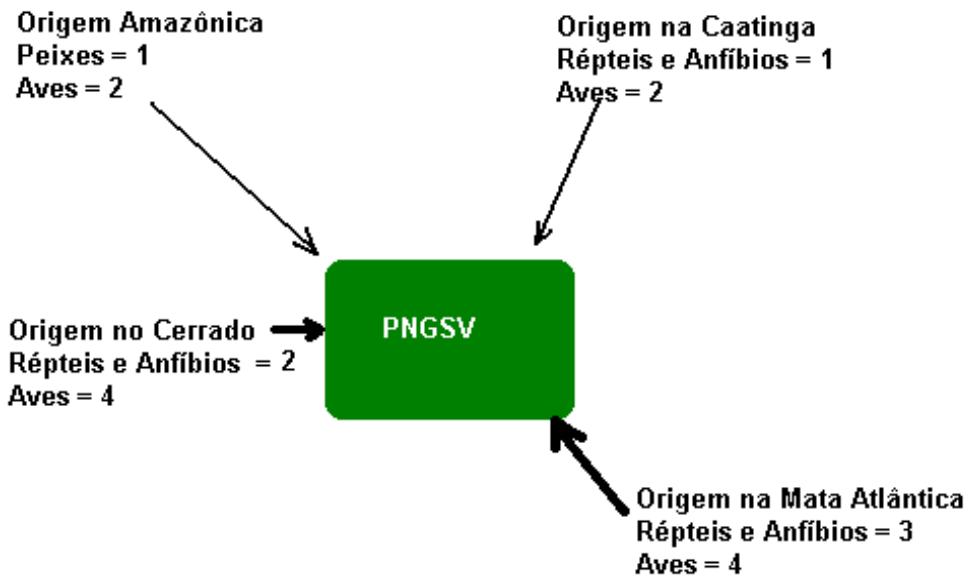 Origem Amazônica
Peixes = 1
Aves = 2
Origem na Caatinga
Répteis e Anfíbios = 1
Aves = 2
PNGSV
Origem no Cerrado
Répteis e Anfíbios = 2
Aves = 4
Origem na Mata Atlântica
Répteis e Anfíbios = 3
Aves = 4